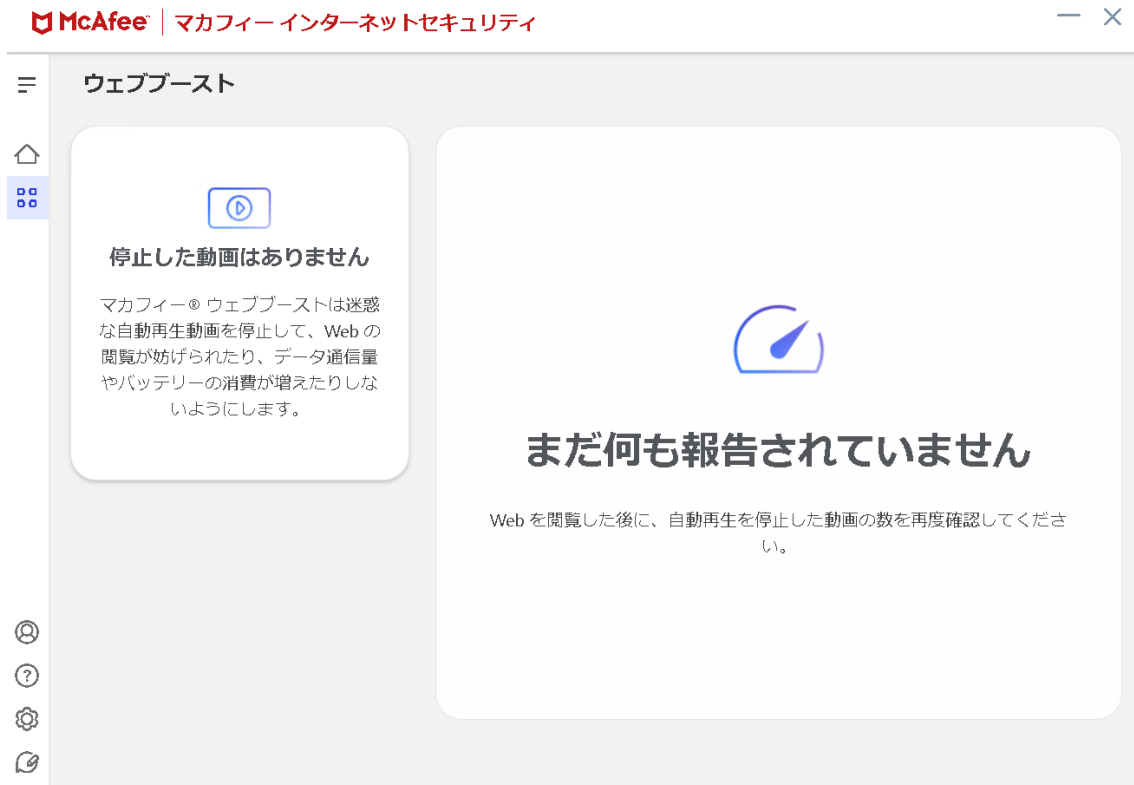 McAfee | マカフィー インターネットセキュリティ
ウェブブースト
停止した動画はありません
マカフィー® ウェブブーストは迷惑
な自動再生動画を停止して、Web の
閲覧が妨げられたり、データ通信量
やバッテリーの消費が増えたりしな
いようにします。
まだ何も報告されていません
Web を閲覧した後に、自動再生を停止した動画の数を再度確認してくださ
い。